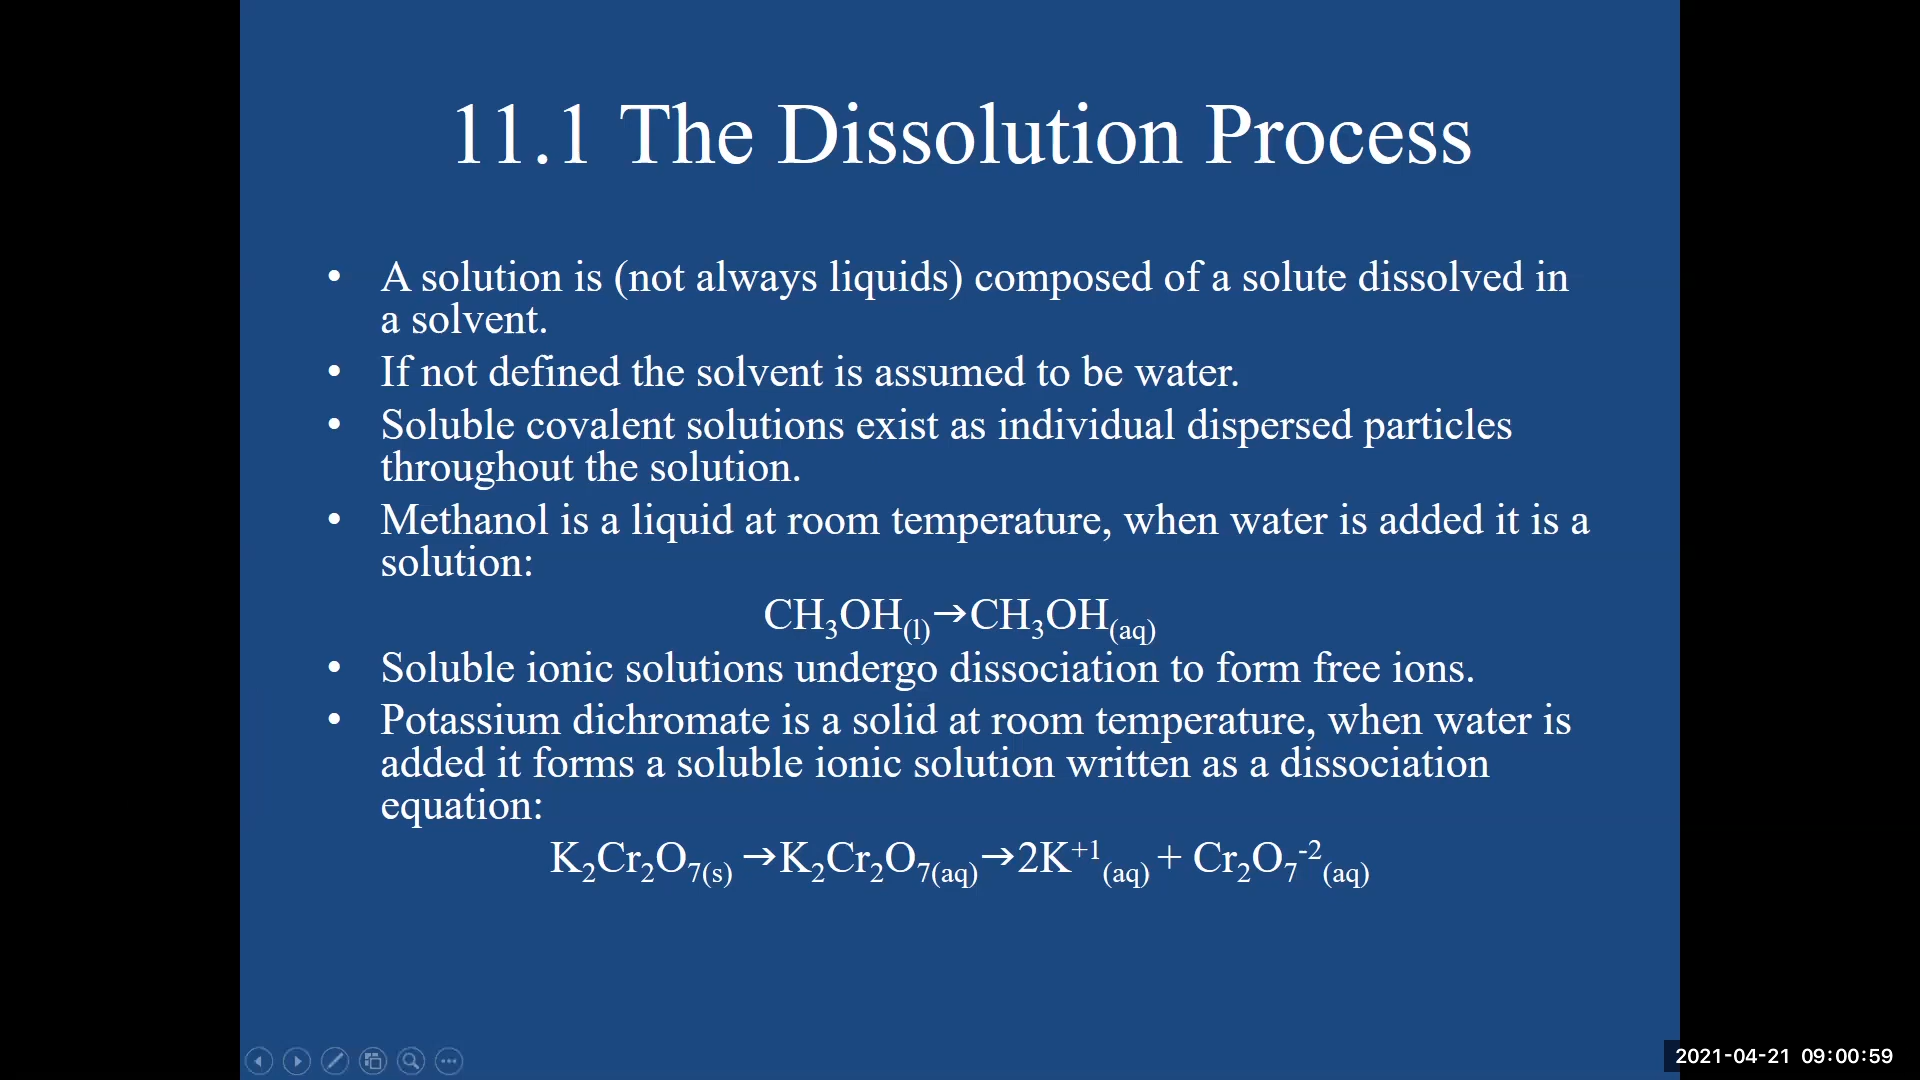 11.1 The Dissolution Process
• A solution is (not always liquids) composed of a solute dissolved in
a solvent.
• If not defined the solvent is assumed to be water.
• Soluble covalent solutions exist as individual dispersed particles
throughout the solution.
• Methanol is a liquid at room temperature, when water is added it is a
solution:
CH₃OH₍l₎→CH₃OH₍aq₎
• Soluble ionic solutions undergo dissociation to form free ions.
• Potassium dichromate is a solid at room temperature, when water is
added it forms a soluble ionic solution written as a dissociation
equation:
K₂Cr₂O₇₍s₎ →K₂Cr₂O₇₍aq₎→2K⁺¹₍aq₎ + Cr₂O₇⁻²₍aq₎
2021-04-21 09:00:59